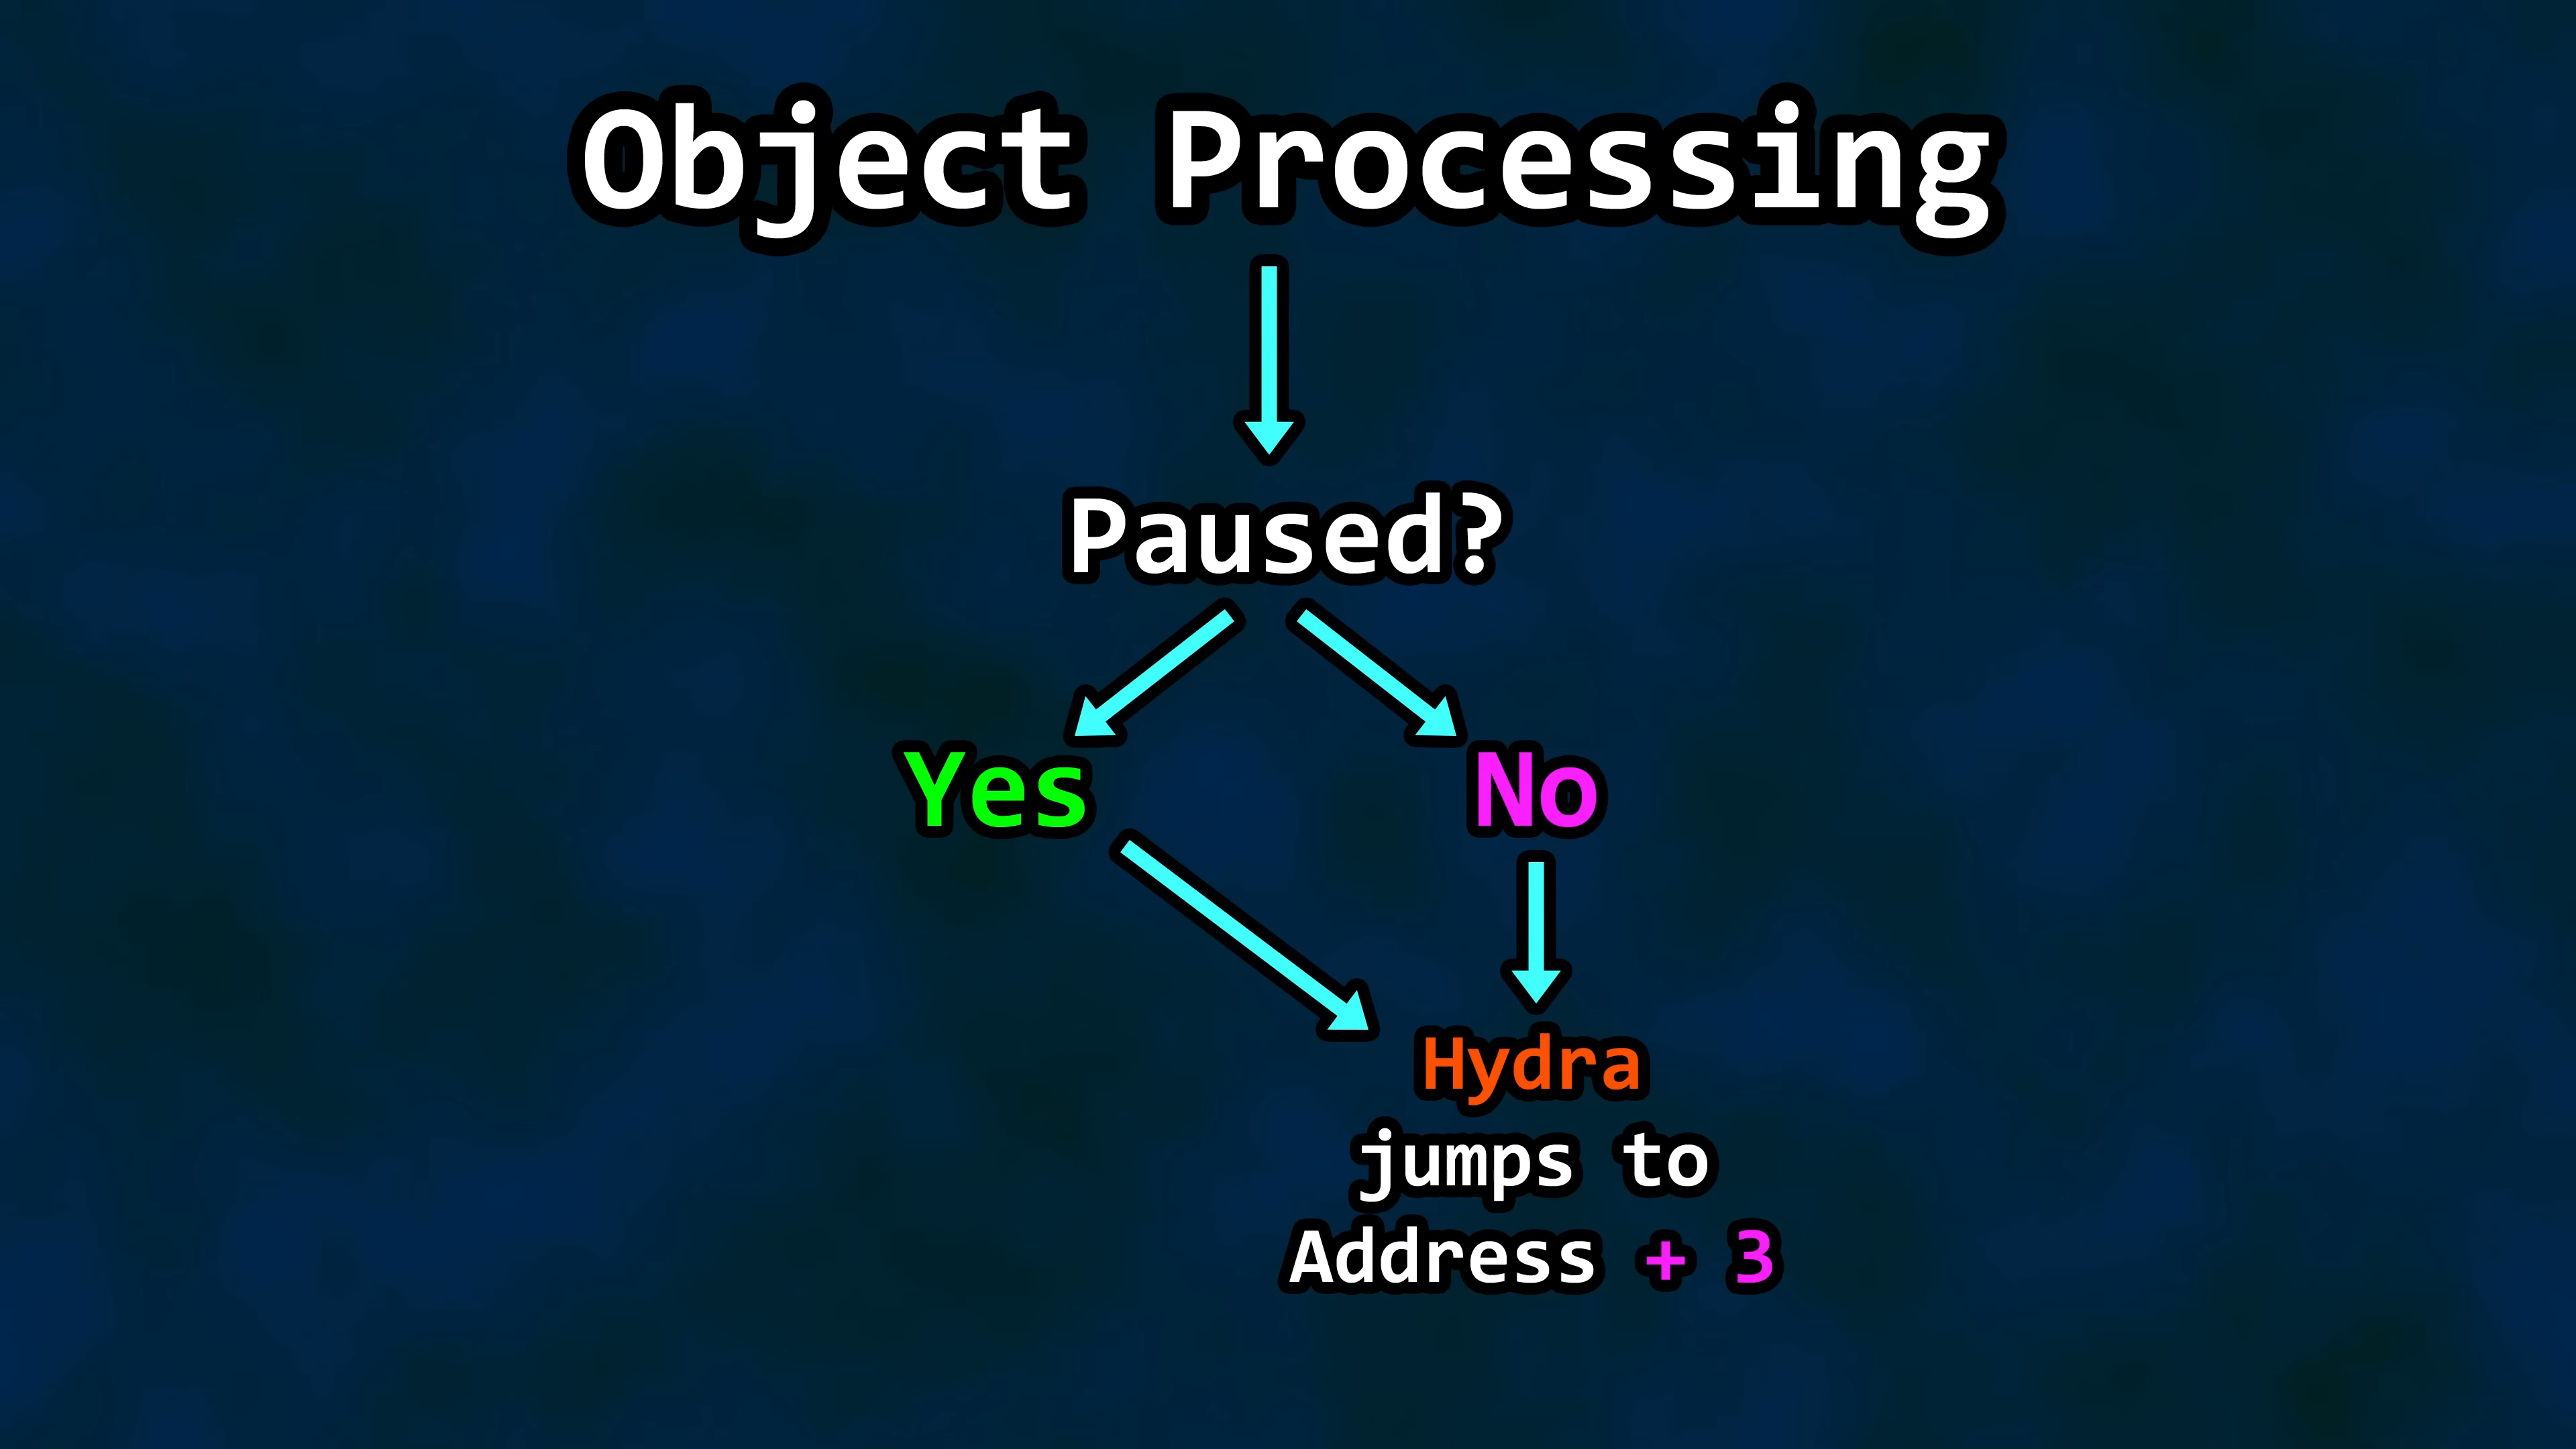 Object Processing
Paused?
Yes
No
Hydra
jumps to
Address + 3